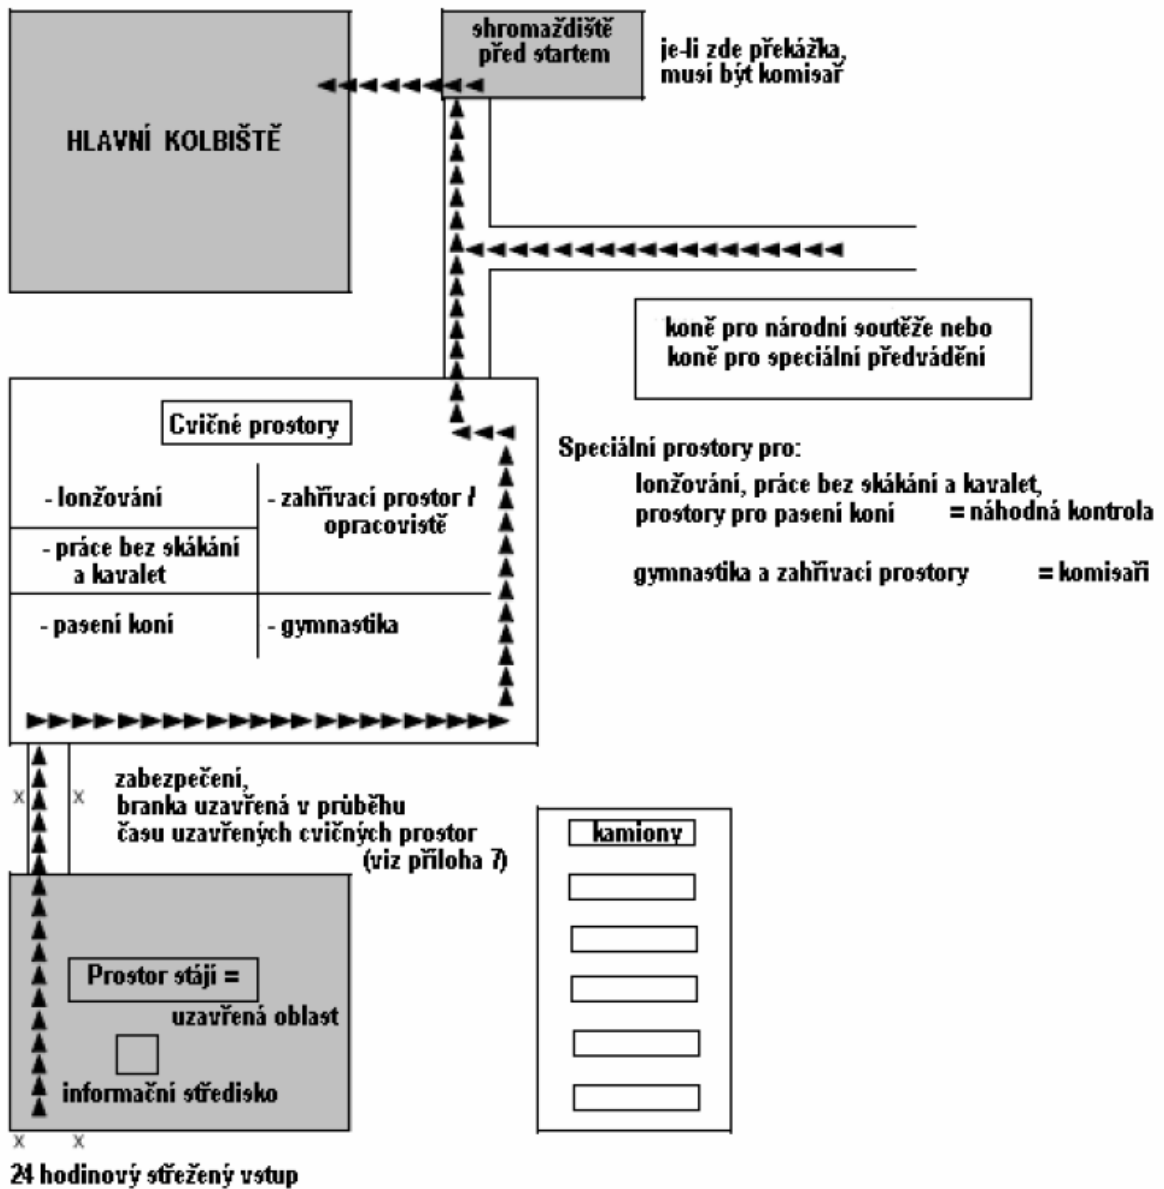 shromaždiště
před startem
je-li zde překážka,
musí být komisař
HLAVNÍ KOLBIŠTĚ
koně pro národní soutěže nebo
koně pro speciální předvádění
Cvičné prostory
- lonžování
- zahřívací prostor /
opracovistě
- práce bez skákání
a kavalet
- pasení koní
- gymnastika
Speciální prostory pro:
lonžování, práce bez skákání a kavalet,
prostory pro pasení koní = náhodná kontrola
gymnastika a zahřívací prostory = komisaři
zabezpečení,
branka uzavřená v průběhu
času uzavřených cvičných prostor
(viz příloha 7)
x x
kamiony
Prostor stájí =
uzavřená oblast
informační středisko
x x
24 hodinový střežený vstup